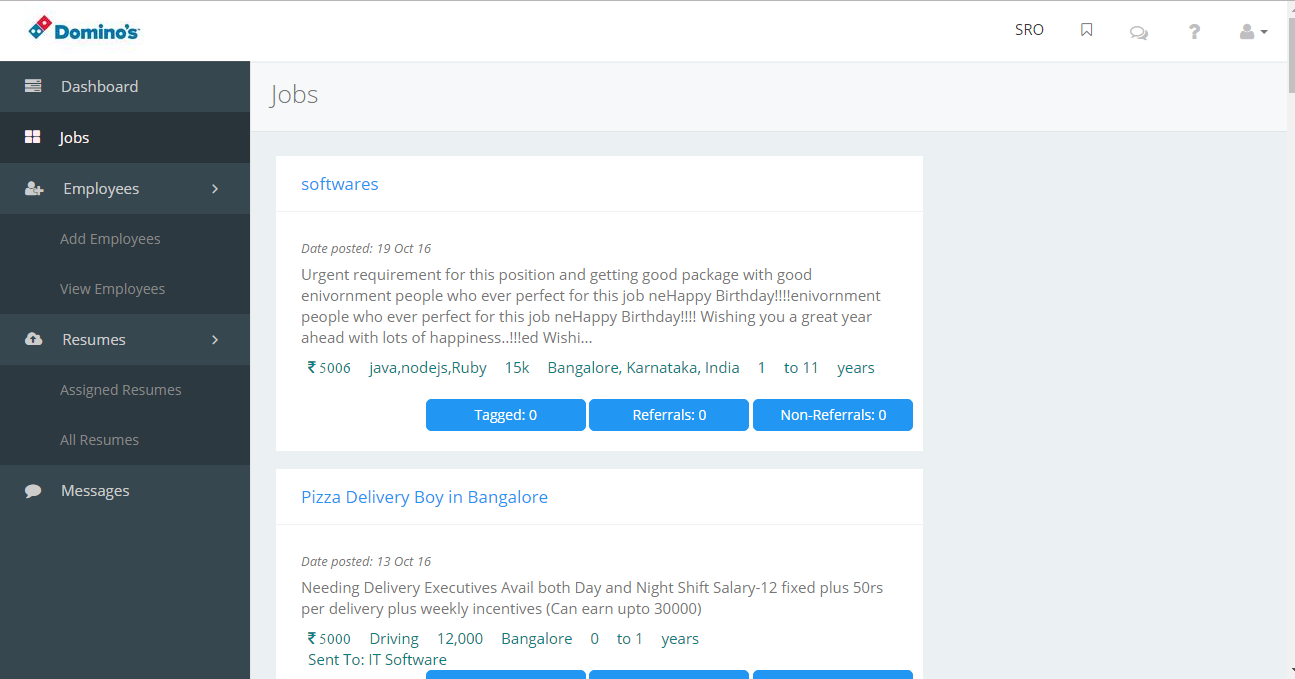 Domino's
SRO
?
Dashboard
Jobs
Employees
Add Employees
View Employees
Resumes
Assigned Resumes
All Resumes
Messages
Jobs
softwares
Date posted: 19 Oct 16
Urgent requirement for this position and getting good package with good
enivornment people who ever perfect for this job neHappy Birthday!!!!enivornment
people who ever perfect for this job neHappy Birthday!!!! Wishing you a great year
ahead with lots of happiness..!!!ed Wishi...
₹ 5006 java,nodejs,Ruby 15k Bangalore, Karnataka, India 1 to 11 years
Tagged: 0 Referrals: 0 Non-Referrals: 0
Pizza Delivery Boy in Bangalore
Date posted: 13 Oct 16
Needing Delivery Executives Avail both Day and Night Shift Salary-12 fixed plus 50rs
per delivery plus weekly incentives (Can earn upto 30000)
₹ 5000 Driving 12,000 Bangalore 0 to 1 years
Sent To: IT Software